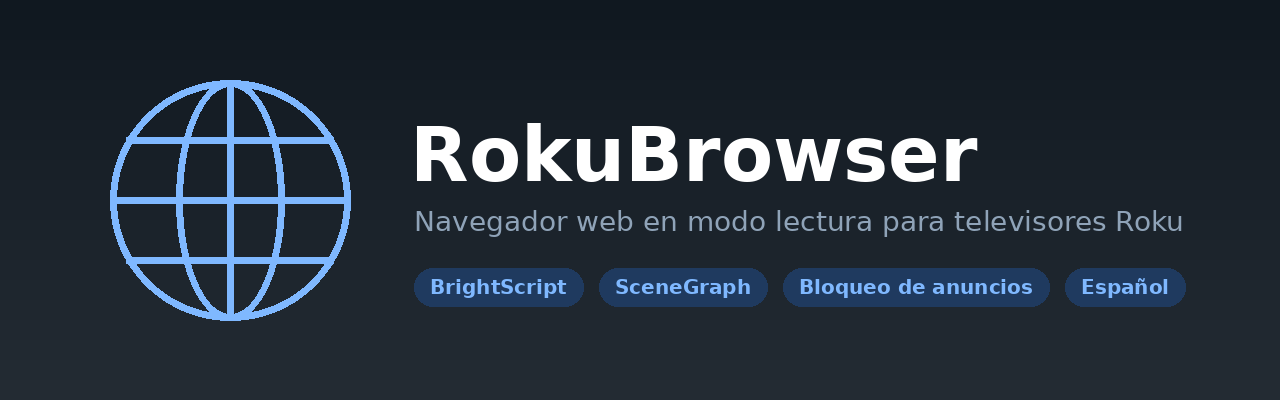 RokuBrowser
Navegador web en modo lectura para televisores Roku
BrightScript SceneGraph Bloqueo de anuncios Español